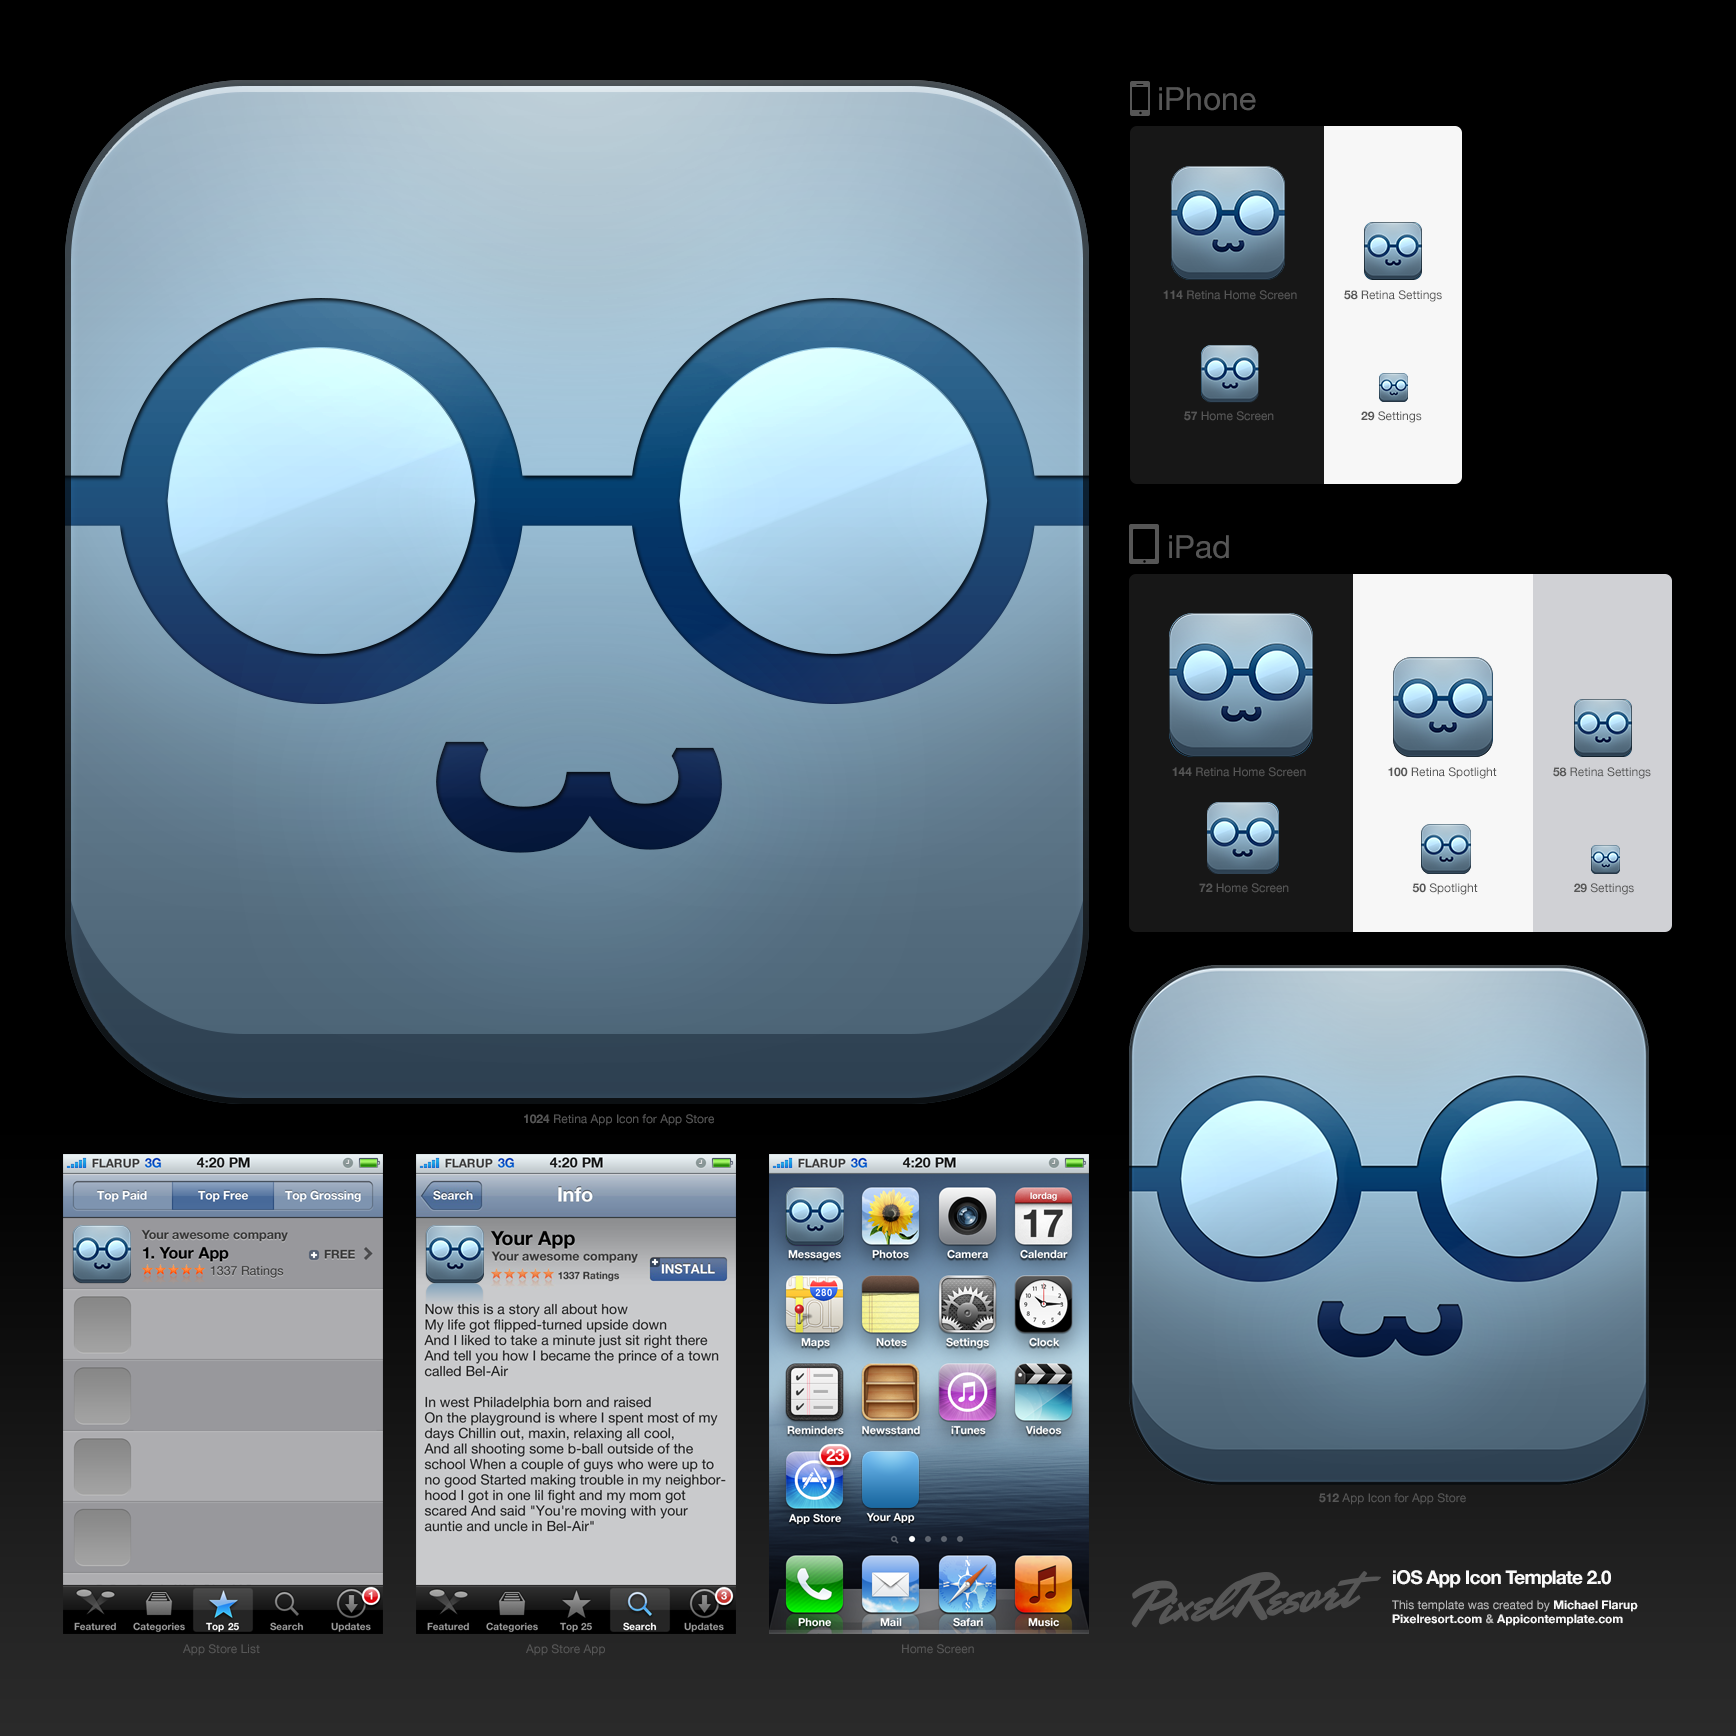 iPhone
114 Retina Home Screen
58 Retina Settings
57 Home Screen
29 Settings
iPad
144 Retina Home Screen
100 Retina Spotlight
58 Retina Settings
72 Home Screen
50 Spotlight
29 Settings
1024 Retina App Icon for App Store
FLARUP 3G 4:20 PM
Top Paid Top Free Top Grossing
Your awesome company
1. Your App
FREE
1337 Ratings
Featured Categories Top 25 Search Updates
1
App Store List
FLARUP 3G 4:20 PM
Search Info
Your App
Your awesome company
1337 Ratings
INSTALL
Now this is a story all about how
My life got flipped-turned upside down
And I liked to take a minute just sit right there
And tell you how I became the prince of a town
called Bel-Air
In west Philadelphia born and raised
On the playground is where I spent most of my
days Chillin out, maxin, relaxing all cool,
And all shooting some b-ball outside of the
school When a couple of guys who were up to
no good Started making trouble in my neighbor-
hood I got in one lil fight and my mom got
scared And said "You're moving with your
auntie and uncle in Bel-Air"
Featured Categories Top 25 Search Updates
3
App Store App
FLARUP 3G 4:20 PM
lørdag
17
Messages Photos Camera Calendar
280
Maps Notes Settings Clock
Reminders Newsstand iTunes Videos
23
App Store Your App
Phone Mail Safari Music
Home Screen
512 App Icon for App Store
PixelResort
iOS App Icon Template 2.0
This template was created by Michael Flarup
Pixelresort.com & Appicontemplate.com